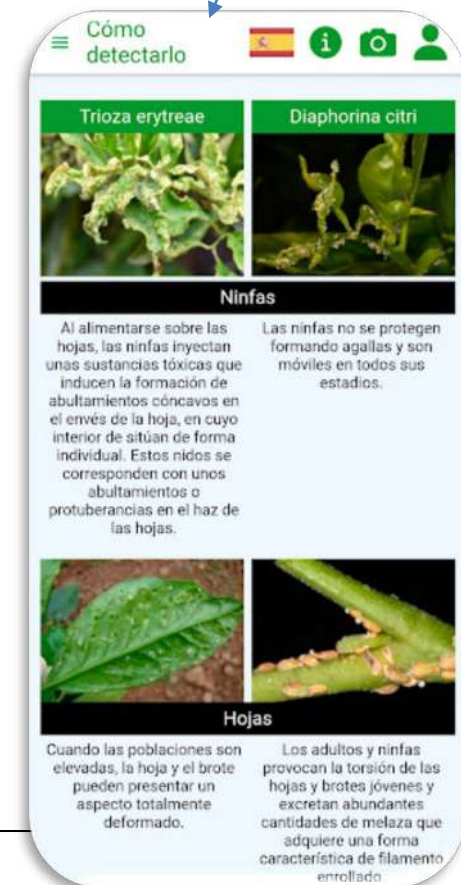 Cómo
detectarlo
Trioza erytreae
Diaphorina citri
Ninfas
Al alimentarse sobre las
hojas, las ninfas inyectan
unas sustancias tóxicas que
inducen la formación de
abultamientos cóncavos en
el envés de la hoja, en cuyo
interior de sitúan de forma
individual. Estos nidos se
corresponden con unos
abultamientos o
protuberancias en el haz de
las hojas.
Las ninfas no se protegen
formando agallas y son
móviles en todos sus
estadios.
Hojas
Cuando las poblaciones son
elevadas, la hoja y el brote
pueden presentar un
aspecto totalmente
deformado.
Los adultos y ninfas
provocan la torsión de las
hojas y brotes jóvenes y
excretan abundantes
cantidades de melaza que
adquiere una forma
característica de filamento
enrollado